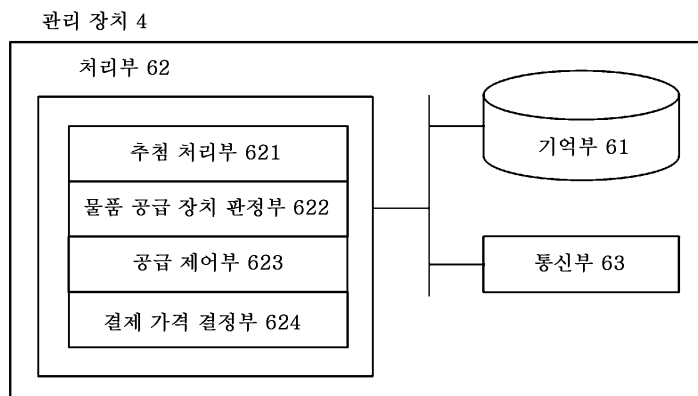 관리 장치 4
처리부 62
추첨 처리부 621
물품 공급 장치 판정부 622
공급 제어부 623
결제 가격 결정부 624
기억부 61
통신부 63